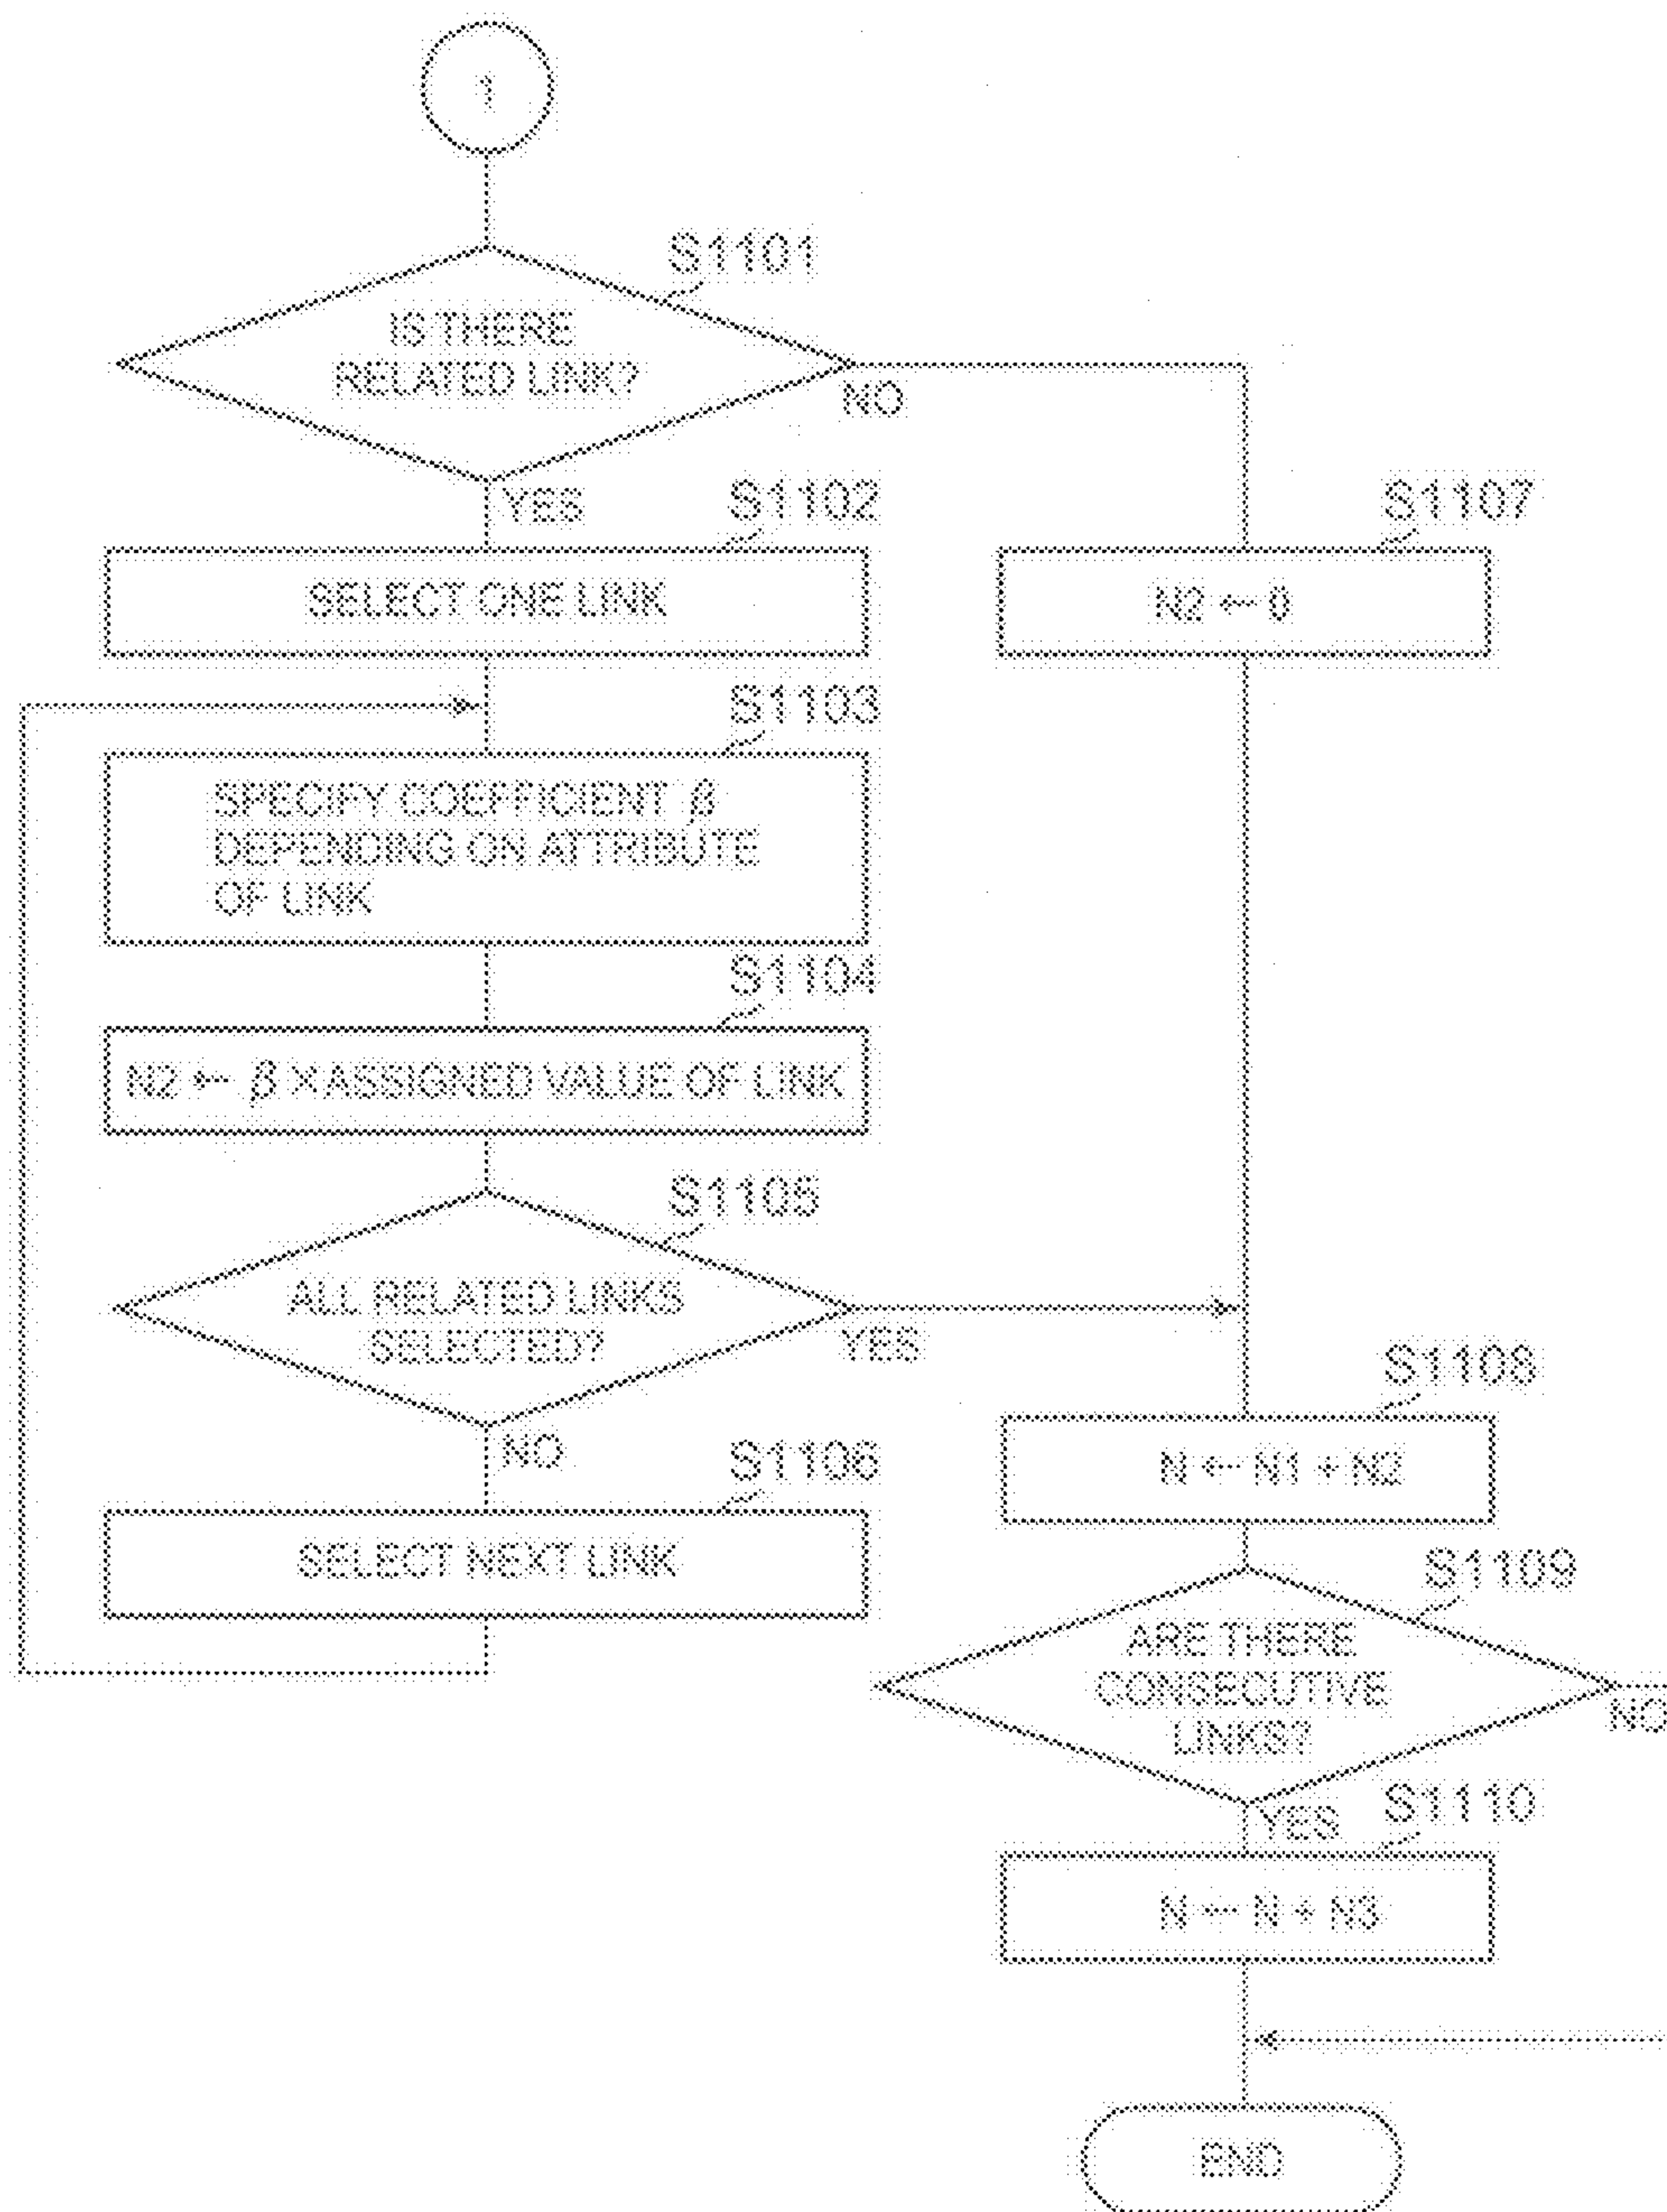 1
S1101
IS THERE
RELATED LINK?
NO
YES
S1102
SELECT ONE LINK
S1107
N2 ← 0
S1103
SPECIFY COEFFICIENT β
DEPENDING ON ATTRIBUTE
OF LINK
S1104
N2 ← β × ASSIGNED VALUE OF LINK
S1105
ALL RELATED LINKS
SELECTED?
YES
NO
S1106
SELECT NEXT LINK
S1108
N ← N1 + N2
S1109
ARE THERE
CONSECUTIVE
LINKS?
NO
YES
S1110
N ← N + N3
END